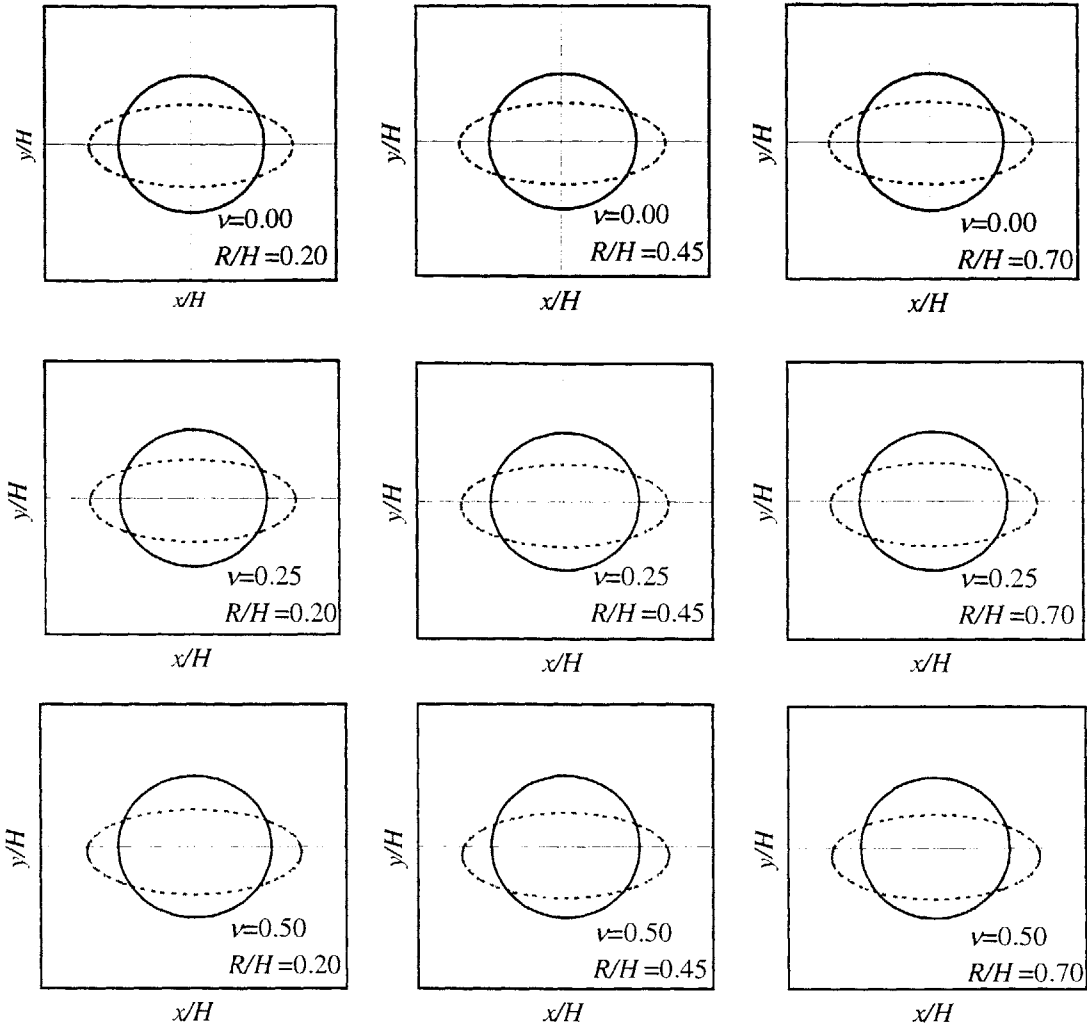 y/H
ν=0.00
R/H=0.20
x/H
y/H
ν=0.00
R/H=0.45
x/H
y/H
ν=0.00
R/H=0.70
x/H
y/H
ν=0.25
R/H=0.20
x/H
y/H
ν=0.25
R/H=0.45
x/H
y/H
ν=0.25
R/H=0.70
x/H
y/H
ν=0.50
R/H=0.20
x/H
y/H
ν=0.50
R/H=0.45
x/H
y/H
ν=0.50
R/H=0.70
x/H